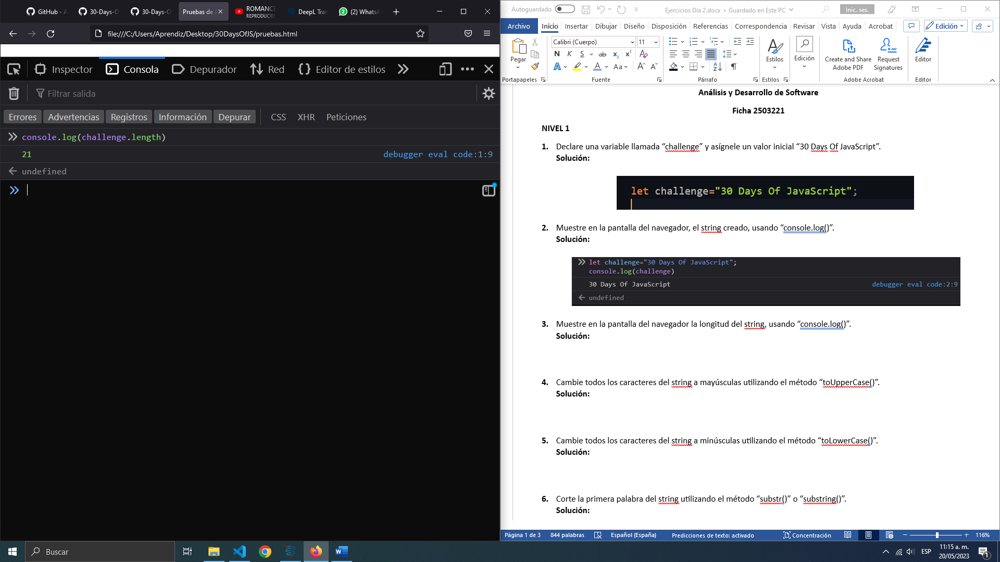 GitHub - A
30-Days-O
30-Days-O
Pruebas de J
ROMANCE
REPRODUCIEN
DeepL Tran
(2) WhatsA
file:///C:/Users/Aprendiz/Desktop/30DaysOfJS/pruebas.html
Inspector
Consola
Depurador
Red
Editor de estilos
Filtrar salida
Errores
Advertencias
Registros
Información
Depurar
CSS
XHR
Peticiones
console.log(challenge.length)
21
debugger eval code:1:9
undefined
Autoguardado
Ejercicios Día 2.docx • Guardado en Este PC
Inic. ses.
Archivo
Inicio
Insertar
Dibujar
Diseño
Disposición
Referencias
Correspondencia
Revisar
Vista
Ayuda
Acrobat
Edición
Pegar
Calibri (Cuerpo)
11
N K S ab x₂ x²
A A Aa A A
Estilos
Edición
Create and Share
Adobe PDF
Request
Signatures
Editor
Portapapeles
Fuente
Párrafo
Estilos
Adobe Acrobat
Editor
Análisis y Desarrollo de Software
Ficha 2503221
NIVEL 1
1. Declare una variable llamada “challenge” y asígnele un valor inicial “30 Days Of JavaScript”.
Solución:
let challenge="30 Days Of JavaScript";
2. Muestre en la pantalla del navegador, el string creado, usando “console.log()”.
Solución:
let challenge="30 Days Of JavaScript";
console.log(challenge)
30 Days Of JavaScript
debugger eval code:2:9
undefined
3. Muestre en la pantalla del navegador la longitud del string, usando “console.log()”.
Solución:
4. Cambie todos los caracteres del string a mayúsculas utilizando el método “toUpperCase()”.
Solución:
5. Cambie todos los caracteres del string a minúsculas utilizando el método “toLowerCase()”.
Solución:
6. Corte la primera palabra del string utilizando el método “substr()” o “substring()”.
Solución:
Página 1 de 3
844 palabras
Español (España)
Predicciones de texto: activado
Concentración
116%
Buscar
ESP
11:15 a. m.
20/05/2023
1